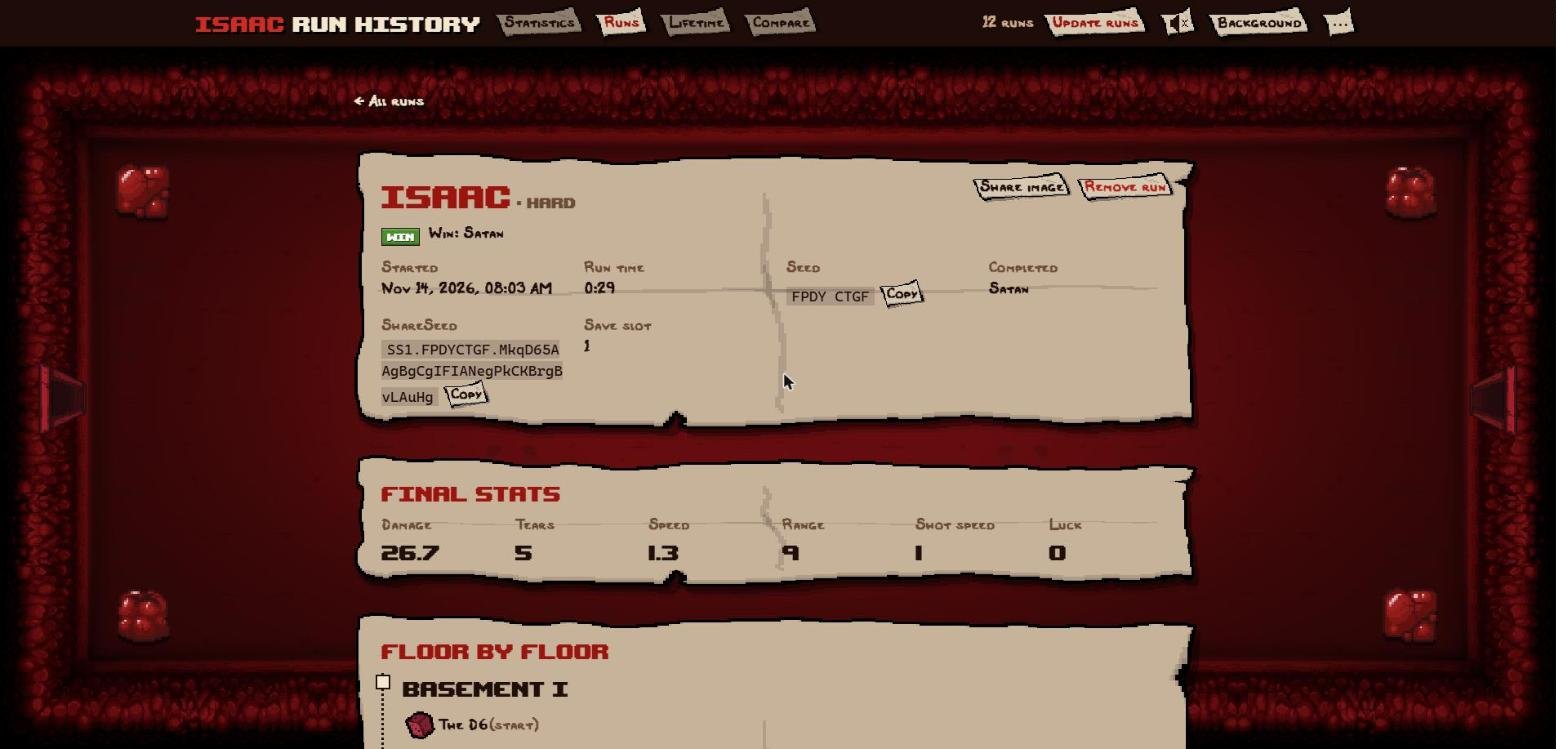 ISAAC RUN HISTORY Statistics Runs Lifetime Compare 12 runs Update runs Background ...
← All runs
ISAAC · HARD Share image Remove run
WIN Win: Satan
Started Run time Seed Completed
Nov 14, 2026, 08:03 AM 0:29 FPDY CTGF Copy Satan
ShareSeed Save slot
SS1.FPDYCTGF.MkqD65A 1
AgBgCgIFIANegPkCKBrgB
vLAuHg Copy
FINAL STATS
Damage Tears Speed Range Shot speed Luck
26.7 5 1.3 9 1 0
FLOOR BY FLOOR
BASEMENT I
The D6(start)